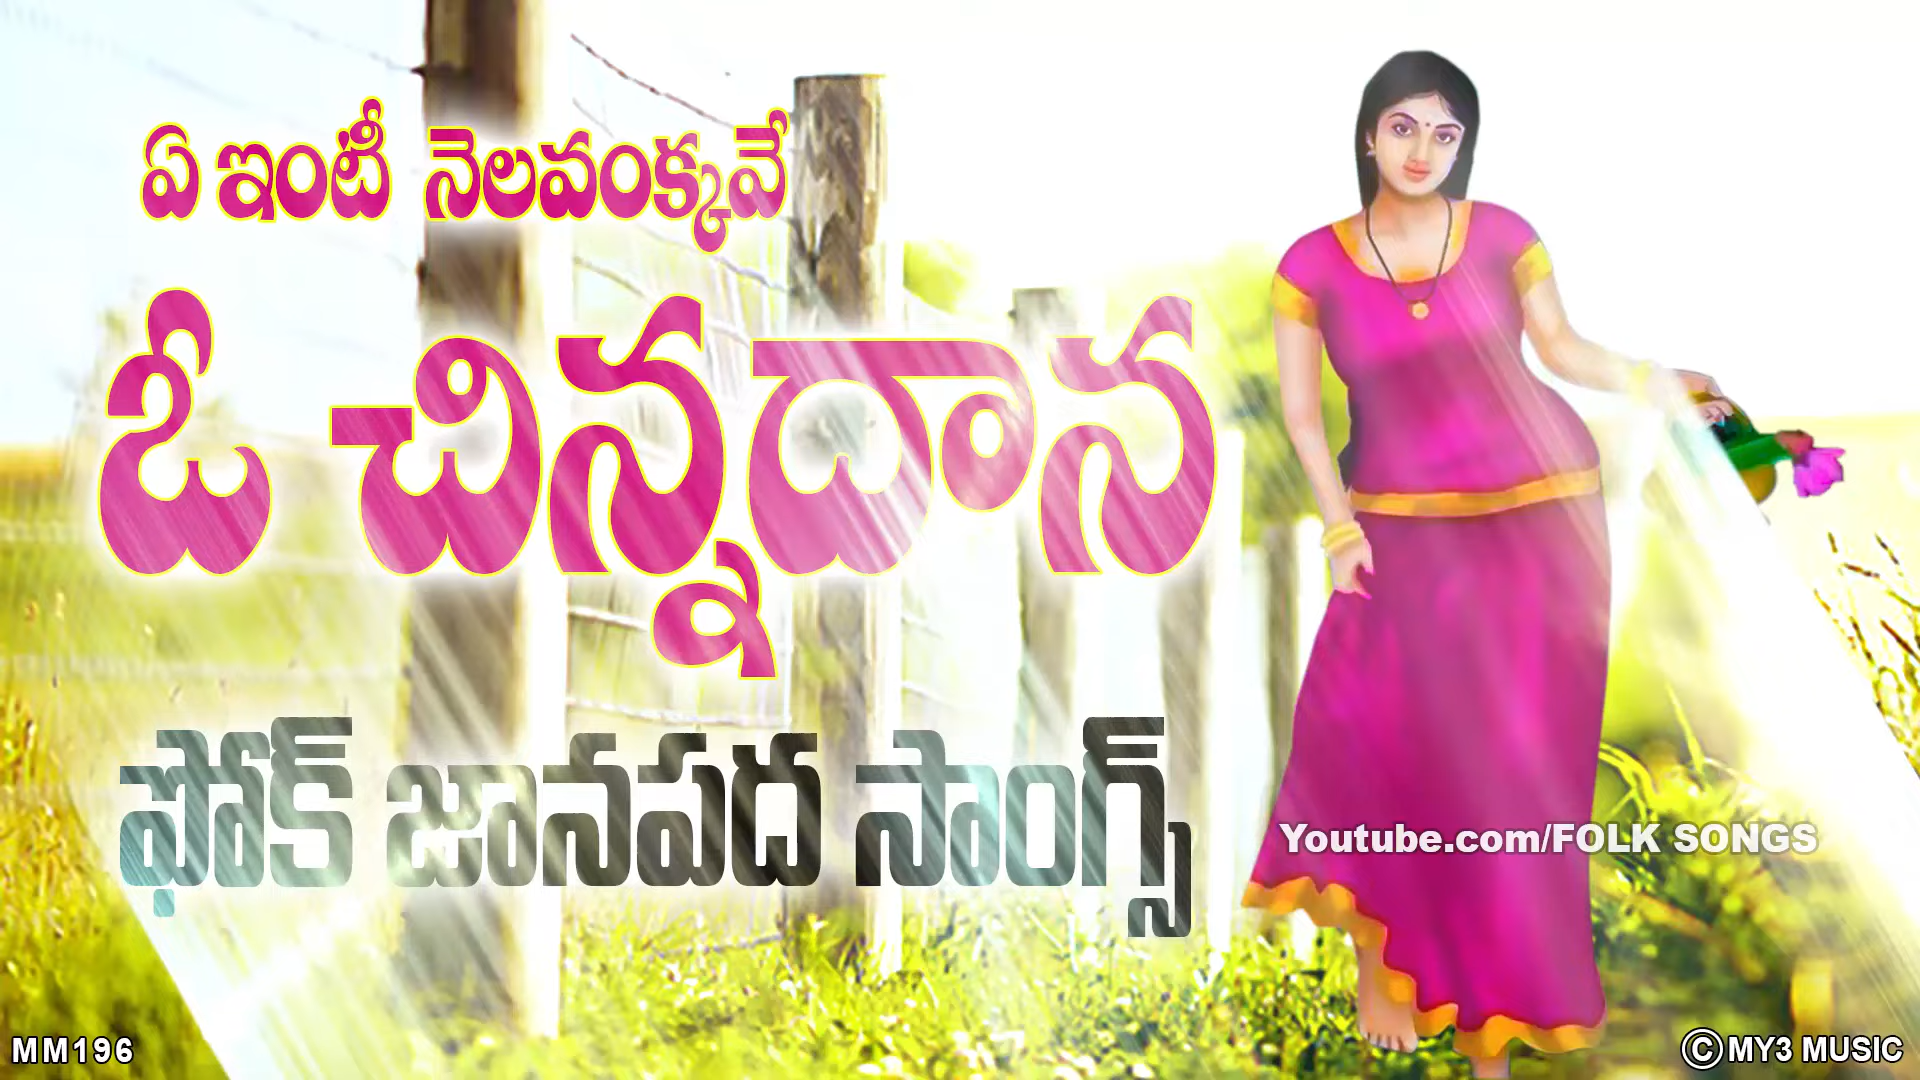 ఏ ఇంటీ నెలవంక్కవే
ఓ చిన్నదాన
ఫోక్ జానపద సాంగ్స్
Youtube.com/FOLK SONGS
MM196
©MY3 MUSIC